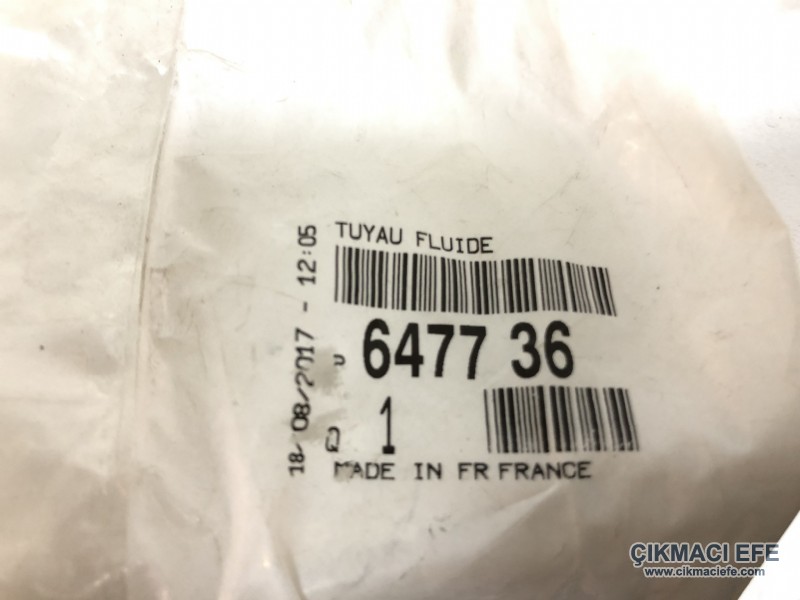 TUYAU FLUIDE
18/08/2017 - 12:05
6477 36
1
MADE IN FR FRANCE
ÇIKMACI EFE
www.cikmaciefe.com